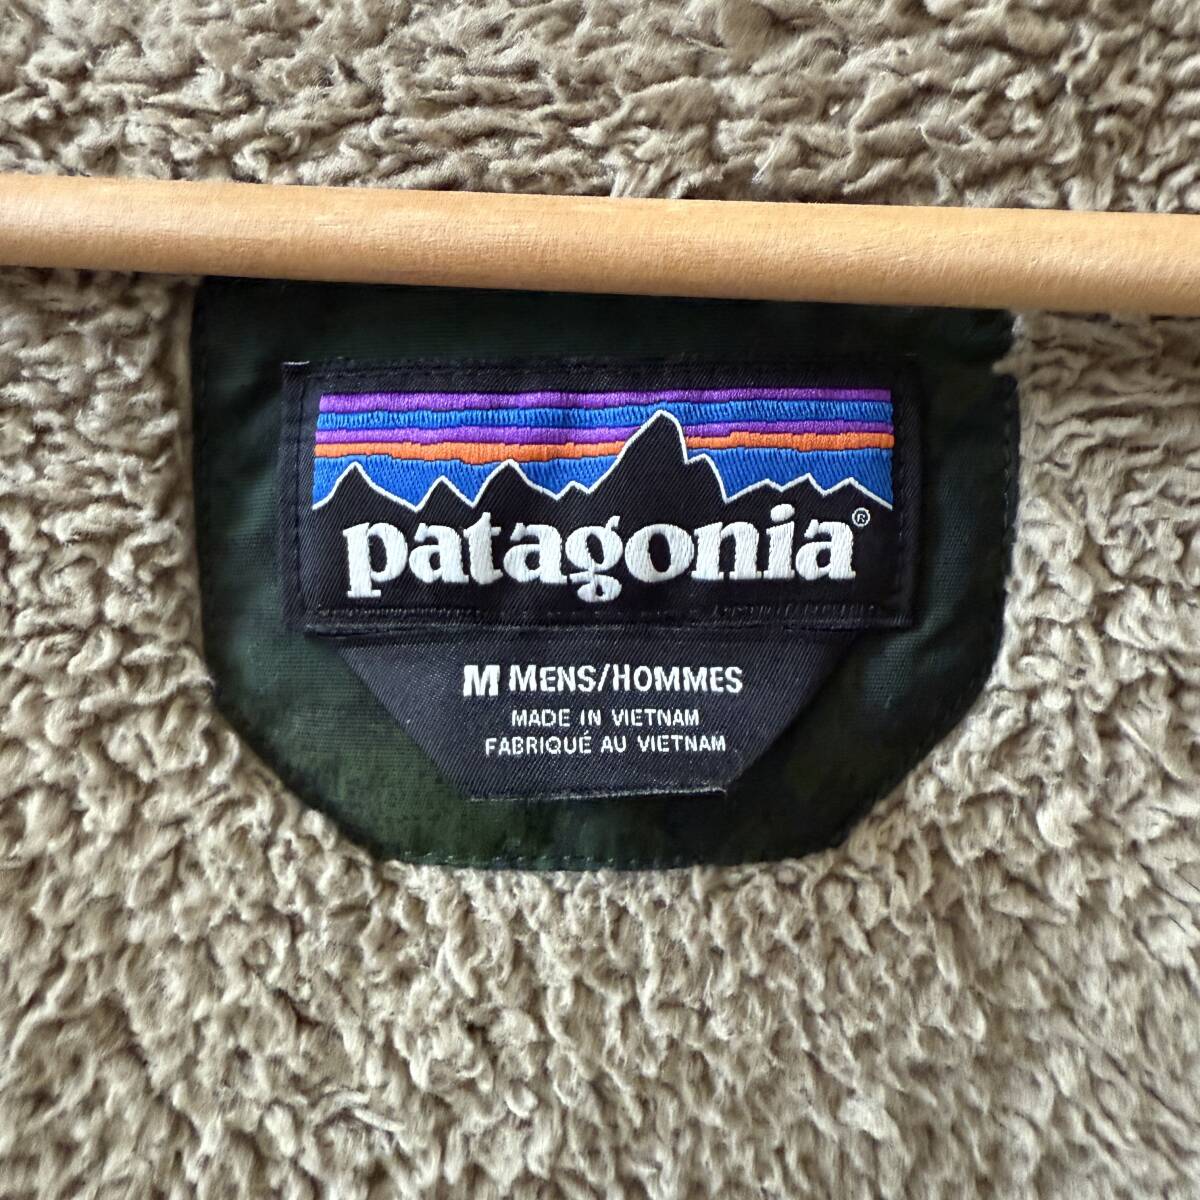 patagonia®
M MENS/HOMMES
MADE IN VIETNAM
FABRIQUÉ AU VIETNAM